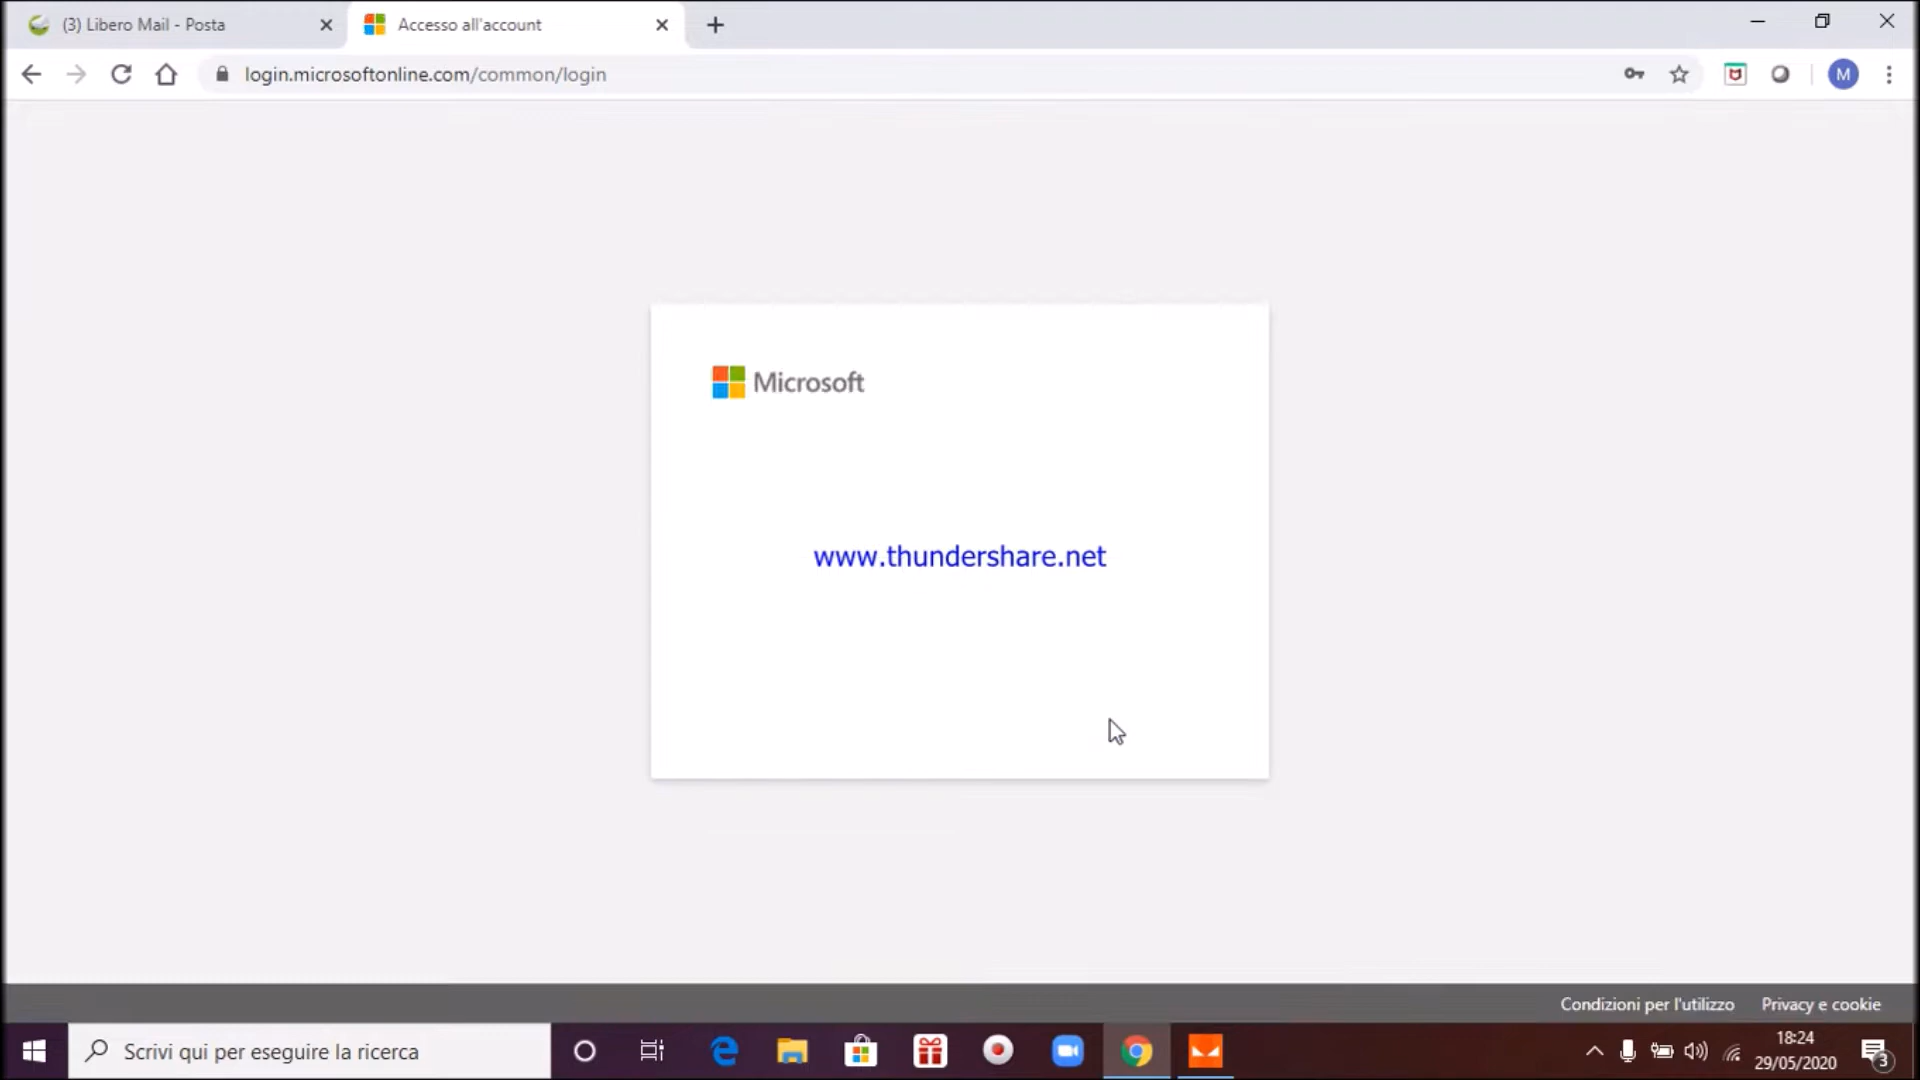 (3) Libero Mail - Posta
Accesso all'account
login.microsoftonline.com/common/login
M
Microsoft
www.thundershare.net
Condizioni per l'utilizzo
Privacy e cookie
Scrivi qui per eseguire la ricerca
18:24
29/05/2020
3